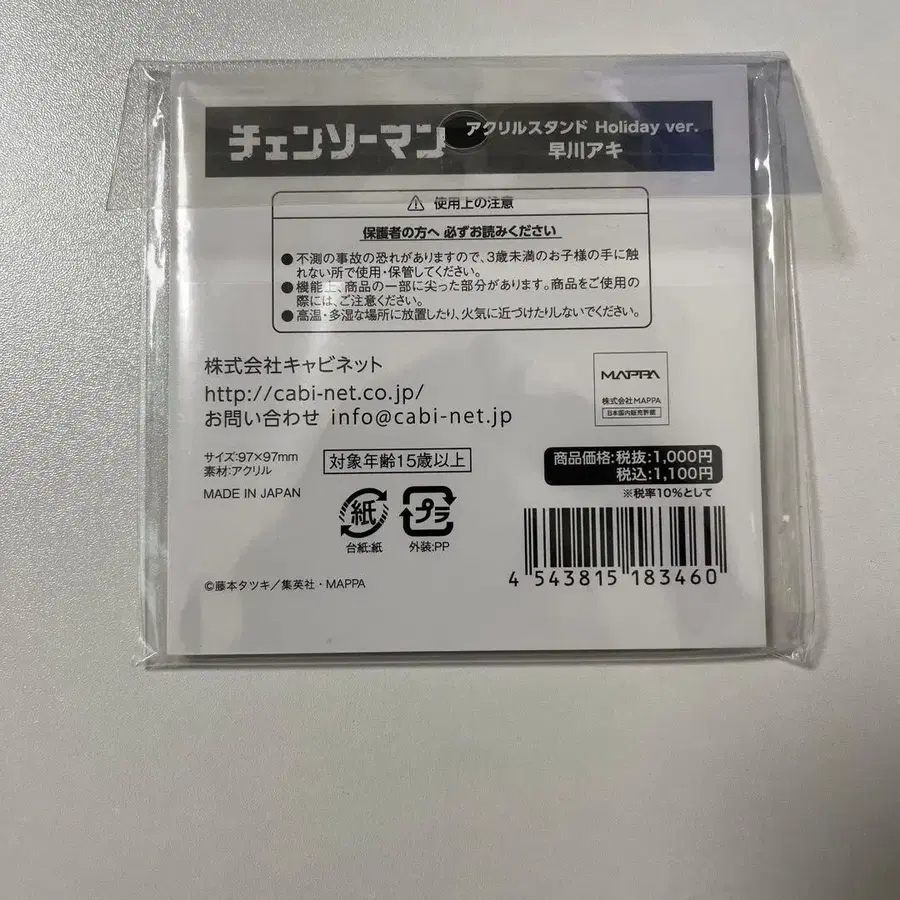 チェンソーマン
アクリルスタンド Holiday ver.
早川アキ
⚠ 使用上の注意
保護者の方へ 必ずお読みください
●不測の事故の恐れがありますので、3歳未満のお子様の手に触
れない所で使用・保管してください。
●機能上、商品の一部に尖った部分があります。商品をご使用の
際には、ご注意ください。
●高温・多湿な場所に放置したり、火気に近づけたりしないでください。
株式会社キャビネット
http://cabi-net.co.jp/
お問い合わせ info@cabi-net.jp
MAPPA
株式会社MAPPA
日本国内販売許諾
サイズ:97×97mm
素材:アクリル
MADE IN JAPAN
対象年齢15歳以上
商品価格:税抜:1,000円
税込:1,100円
※税率10%として
紙
台紙:紙
プラ
外装:PP
4 543815 183460
©藤本タツキ／集英社・MAPPA